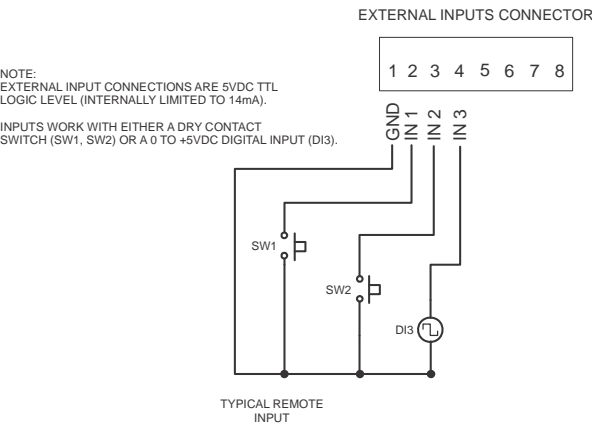 EXTERNAL INPUTS CONNECTOR
NOTE:
EXTERNAL INPUT CONNECTIONS ARE 5VDC TTL
LOGIC LEVEL (INTERNALLY LIMITED TO 14mA).
INPUTS WORK WITH EITHER A DRY CONTACT
SWITCH (SW1, SW2) OR A 0 TO +5VDC DIGITAL INPUT (DI3).
1 2 3 4 5 6 7 8
GND
IN 1
IN 2
IN 3
SW1
SW2
DI3
TYPICAL REMOTE
INPUT